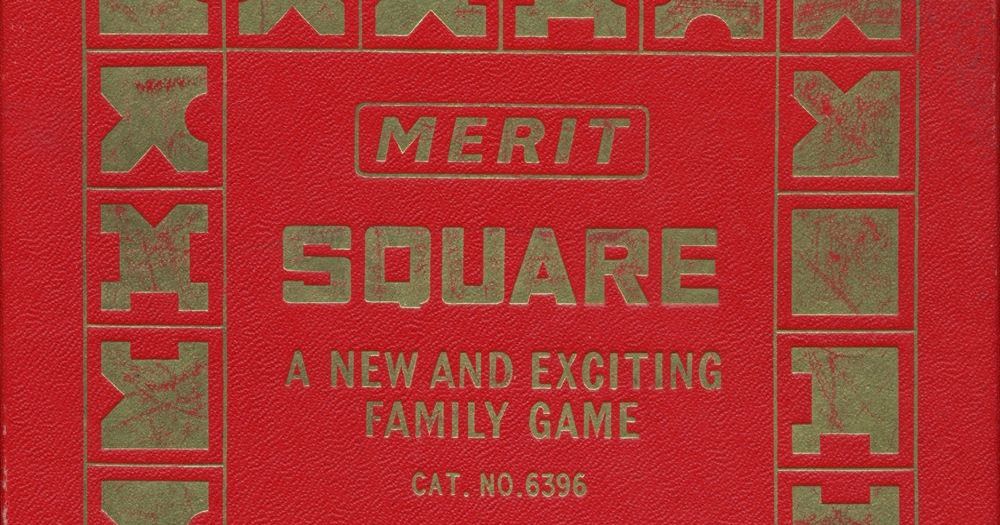 MERIT
SQUARE
A NEW AND EXCITING
FAMILY GAME
CAT. NO.6396